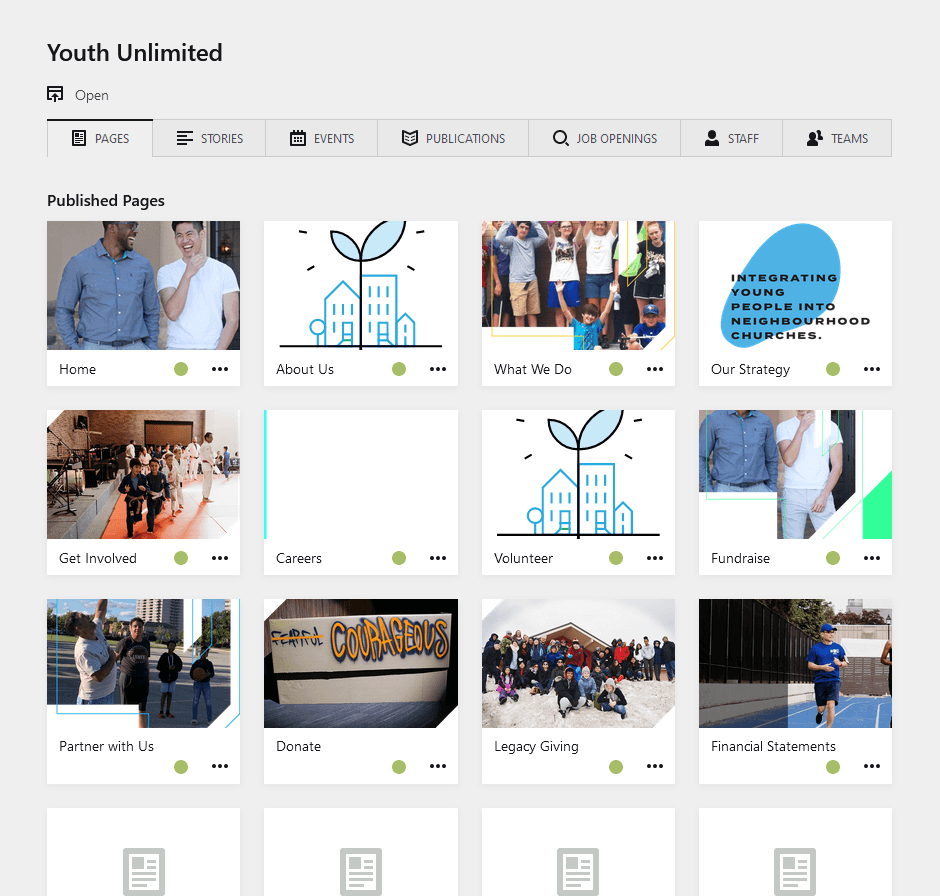 Youth Unlimited
Open
PAGES
STORIES
EVENTS
PUBLICATIONS
JOB OPENINGS
STAFF
TEAMS
Published Pages
INTEGRATING
YOUNG
PEOPLE INTO
NEIGHBOURHOOD
CHURCHES.
Home
About Us
What We Do
Our Strategy
Get Involved
Careers
Volunteer
Fundraise
FEARFUL COURAGEOUS
Partner with Us
Donate
Legacy Giving
Financial Statements